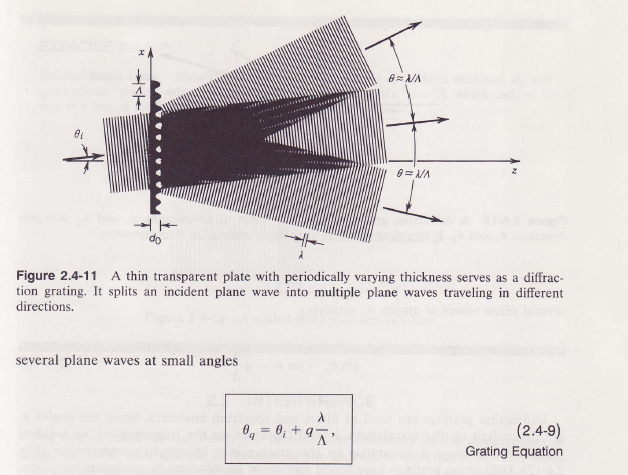 x
Λ
θ ≈ λ/Λ
θi
θ ≈ λ/Λ
z
d0
λ
Figure 2.4-11 A thin transparent plate with periodically varying thickness serves as a diffrac-
tion grating. It splits an incident plane wave into multiple plane waves traveling in different
directions.
several plane waves at small angles
θq = θi + q λ/Λ,
(2.4-9)
Grating Equation